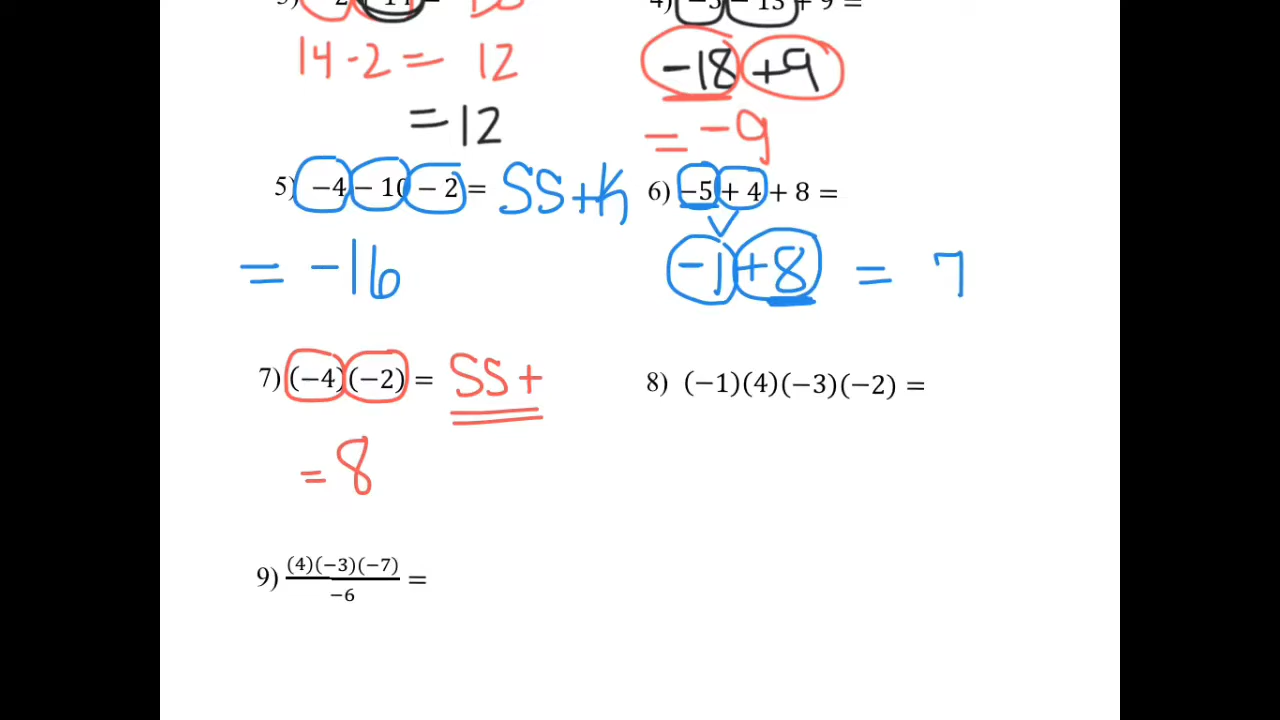 14 - 2 = 12
= 12
-18 + 9
= -9
5) −4 − 10 − 2 = SS+K
= -16
6) −5 + 4 + 8 =
-1 + 8 = 7
7) (−4)(−2) = SS+
= 8
8) (−1)(4)(−3)(−2) =
9) (4)(−3)(−7)
−6
=